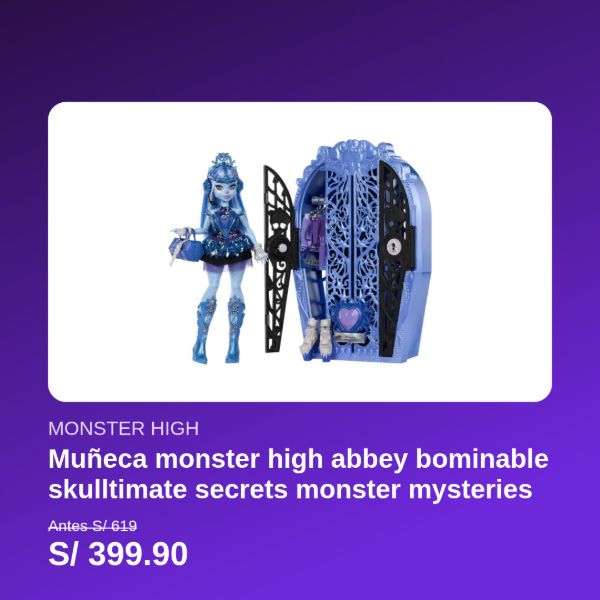 MONSTER HIGH
Muñeca monster high abbey bominable
skulltimate secrets monster mysteries
Antes S/ 619
S/ 399.90